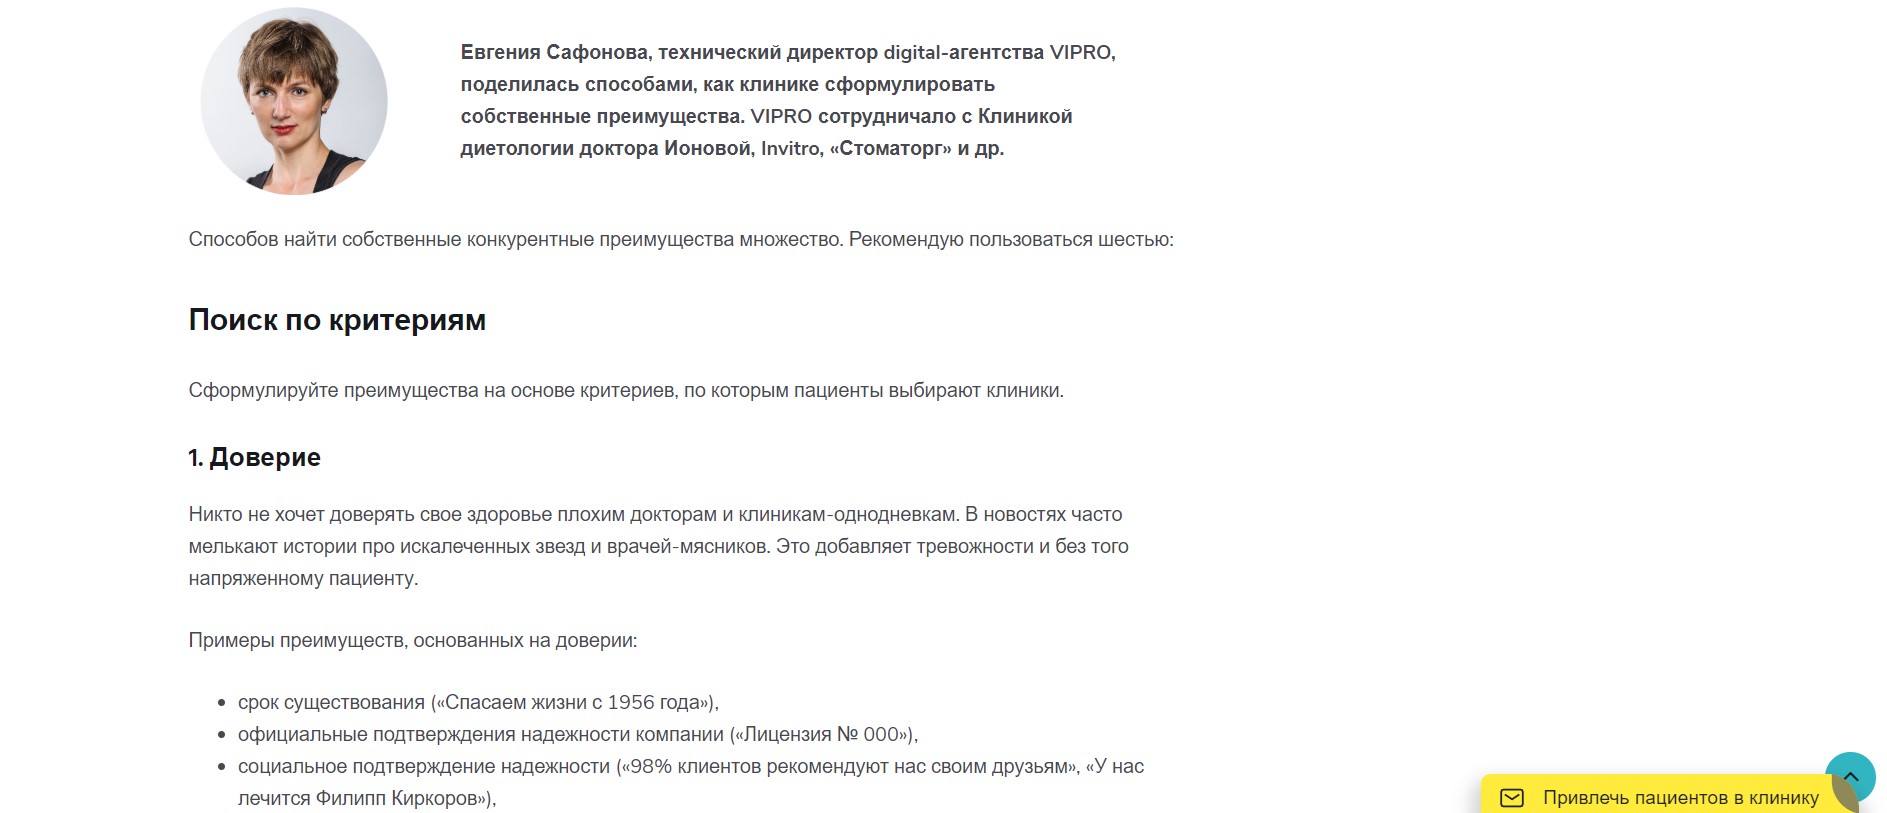 Евгения Сафонова, технический директор digital-агентства VIPRO,
поделилась способами, как клинике сформулировать
собственные преимущества. VIPRO сотрудничало с Клиникой
диетологии доктора Ионовой, Invitro, «Стоматорг» и др.
Способов найти собственные конкурентные преимущества множество. Рекомендую пользоваться шестью:
Поиск по критериям
Сформулируйте преимущества на основе критериев, по которым пациенты выбирают клиники.
1. Доверие
Никто не хочет доверять свое здоровье плохим докторам и клиникам-однодневкам. В новостях часто
мелькают истории про искалеченных звезд и врачей-мясников. Это добавляет тревожности и без того
напряженному пациенту.
Примеры преимуществ, основанных на доверии:
• срок существования («Спасаем жизни с 1956 года»),
• официальные подтверждения надежности компании («Лицензия № 000»),
• социальное подтверждение надежности («98% клиентов рекомендуют нас своим друзьям», «У нас
лечится Филипп Киркоров»),
Привлечь пациентов в клинику